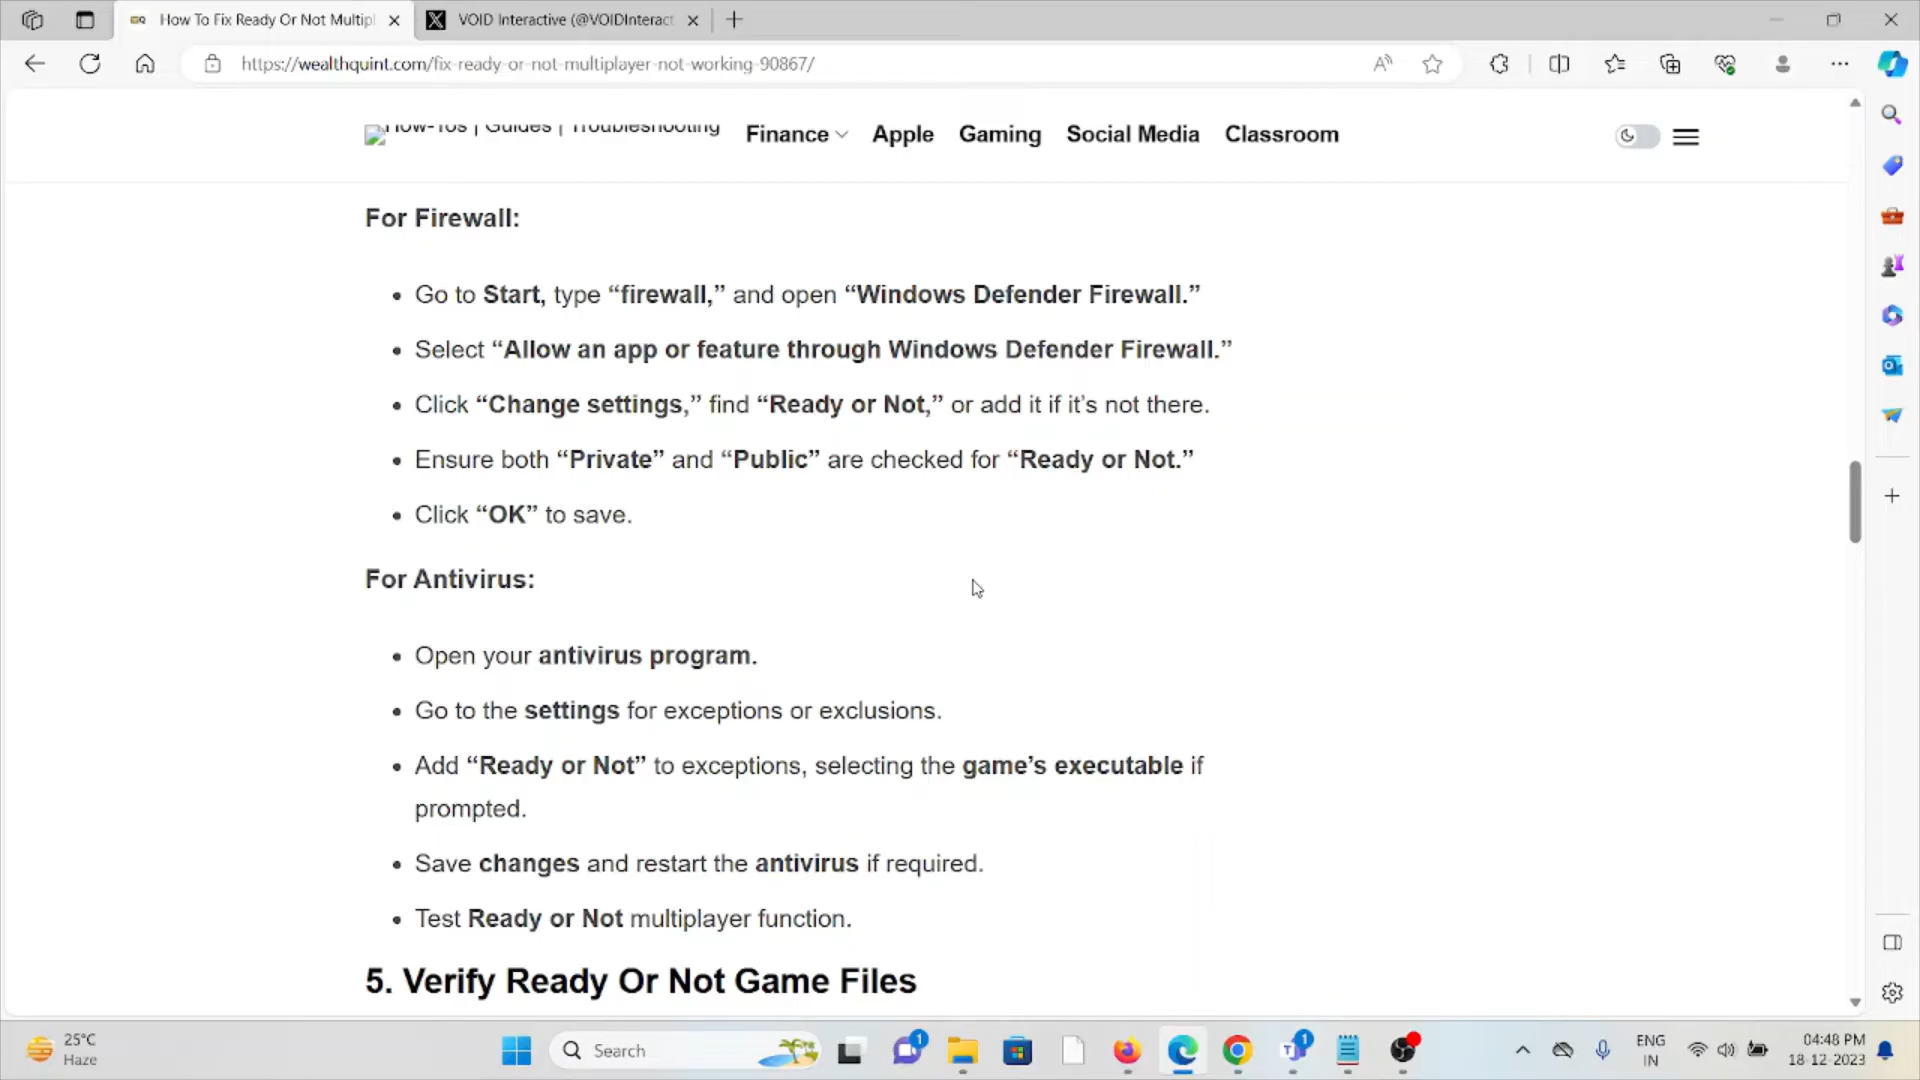 How To Fix Ready Or Not Multipl
VOID Interactive (@VOIDInteract
https://wealthquint.com/fix-ready-or-not-multiplayer-not-working-90867/
How-Tos | Guides | Troubleshooting
Finance
Apple
Gaming
Social Media
Classroom
For Firewall:
• Go to Start, type “firewall,” and open “Windows Defender Firewall.”
• Select “Allow an app or feature through Windows Defender Firewall.”
• Click “Change settings,” find “Ready or Not,” or add it if it’s not there.
• Ensure both “Private” and “Public” are checked for “Ready or Not.”
• Click “OK” to save.
For Antivirus:
• Open your antivirus program.
• Go to the settings for exceptions or exclusions.
• Add “Ready or Not” to exceptions, selecting the game’s executable if
prompted.
• Save changes and restart the antivirus if required.
• Test Ready or Not multiplayer function.
5. Verify Ready Or Not Game Files
25°C
Haze
Search
1
1
ENG
IN
04:48 PM
18-12-2023